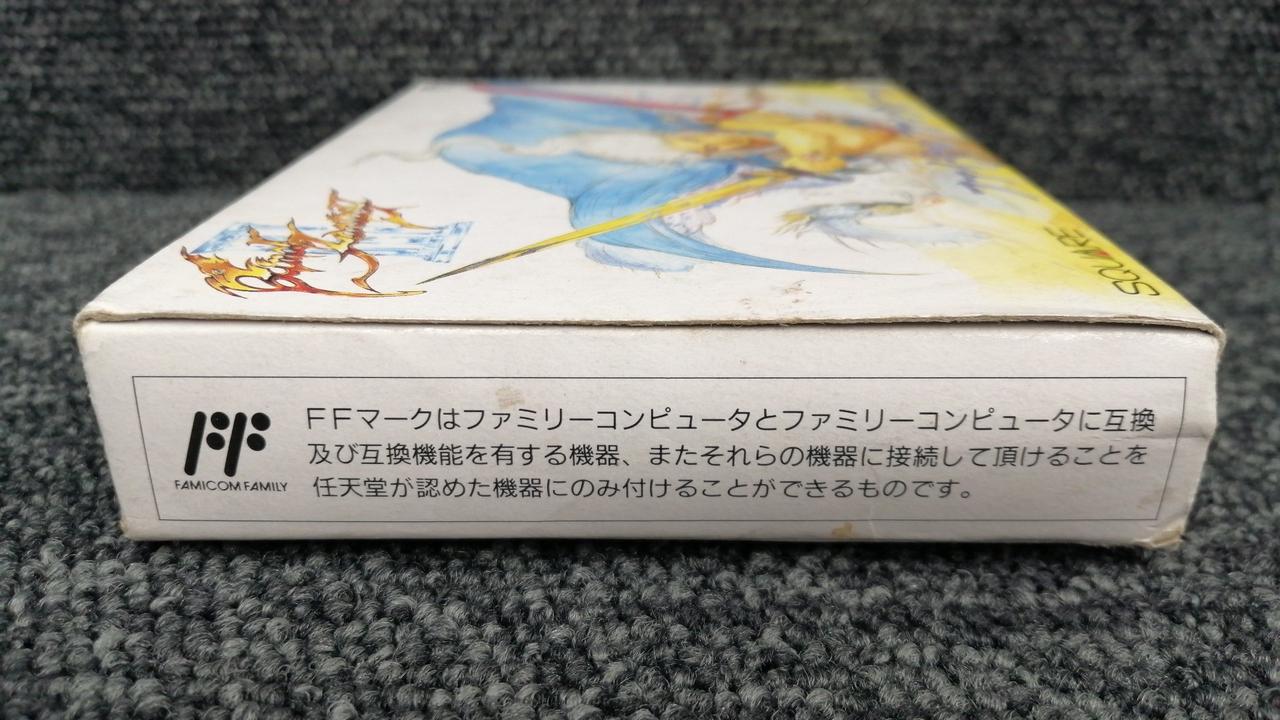 FINAL FANTASY
III
SQUARE
FF
FAMICOM FAMILY
FFマークはファミリーコンピュータとファミリーコンピュータに互換
及び互換機能を有する機器、またそれらの機器に接続して頂けることを
任天堂が認めた機器にのみ付けることができるものです。